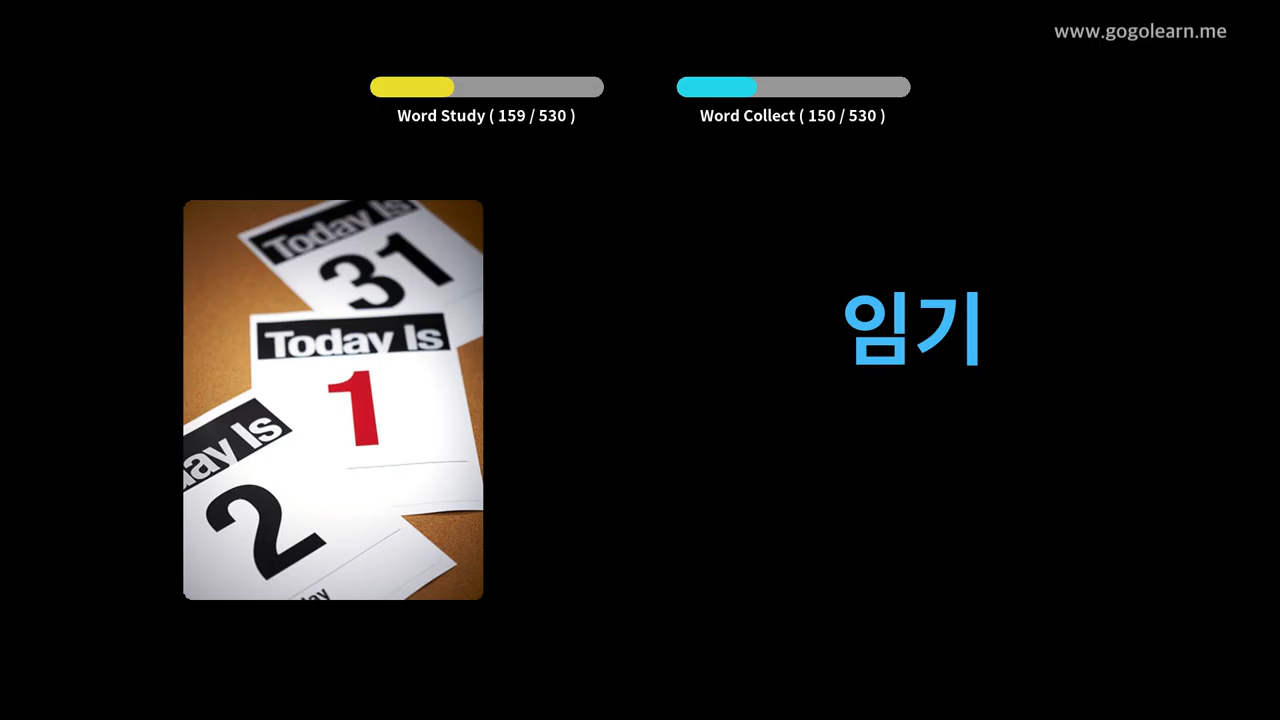 www.gogolearn.me
Word Study ( 159 / 530 )
Word Collect ( 150 / 530 )
Today Is
31
Today Is
1
ay Is
2
ay
임기